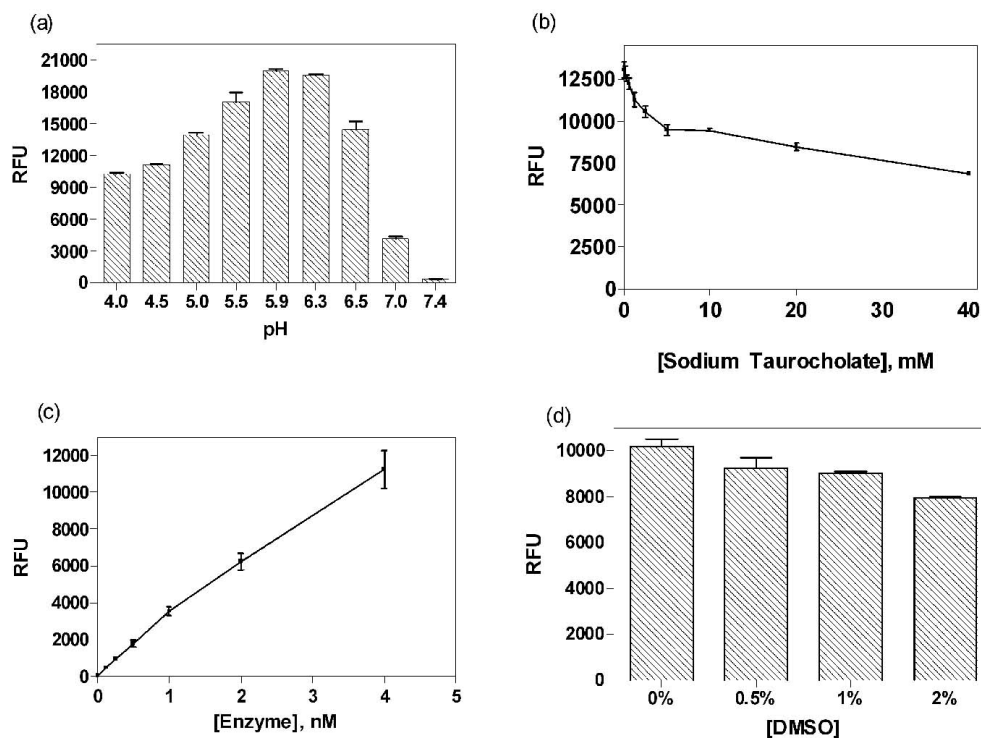 (a)
RFU
21000
18000
15000
12000
9000
6000
3000
0
4.0 4.5 5.0 5.5 5.9 6.3 6.5 7.0 7.4
pH
(b)
RFU
12500
10000
7500
2500
0
0 10 20 30 40
[Sodium Taurocholate], mM
(c)
RFU
12000
10000
8000
6000
4000
2000
0
0 1 2 3 4 5
[Enzyme], nM
(d)
RFU
10000
8000
6000
4000
2000
0
0% 0.5% 1% 2%
[DMSO]